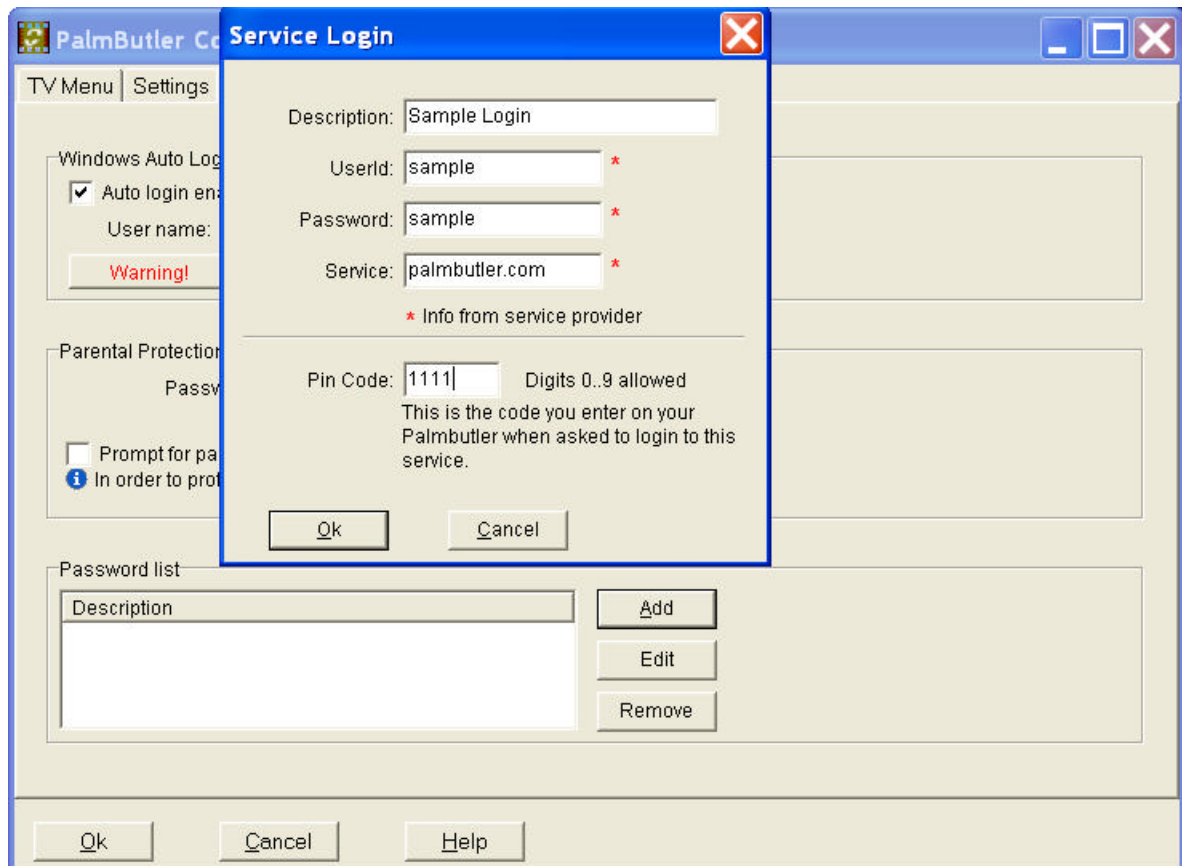 PalmButler Co
Service Login
TV Menu
Settings
Description: Sample Login
Windows Auto Log
UserId: sample *
Auto login ena
Password: sample *
User name:
Service: palmbutler.com *
Warning!
* Info from service provider
Parental Protection
Pin Code: 1111 Digits 0..9 allowed
Passw
This is the code you enter on your
Palmbutler when asked to login to this
service.
Prompt for pa
In order to prot
Ok Cancel
Password list
Description
Add
Edit
Remove
Ok Cancel Help